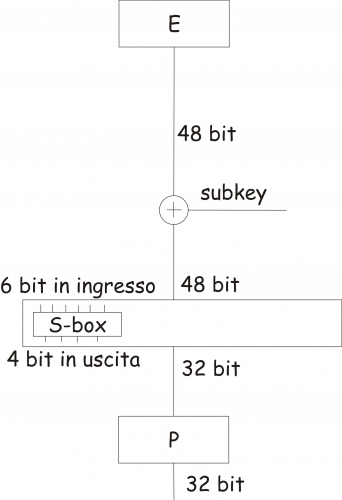 E
48 bit
subkey
6 bit in ingresso
48 bit
S-box
4 bit in uscita
32 bit
P
32 bit